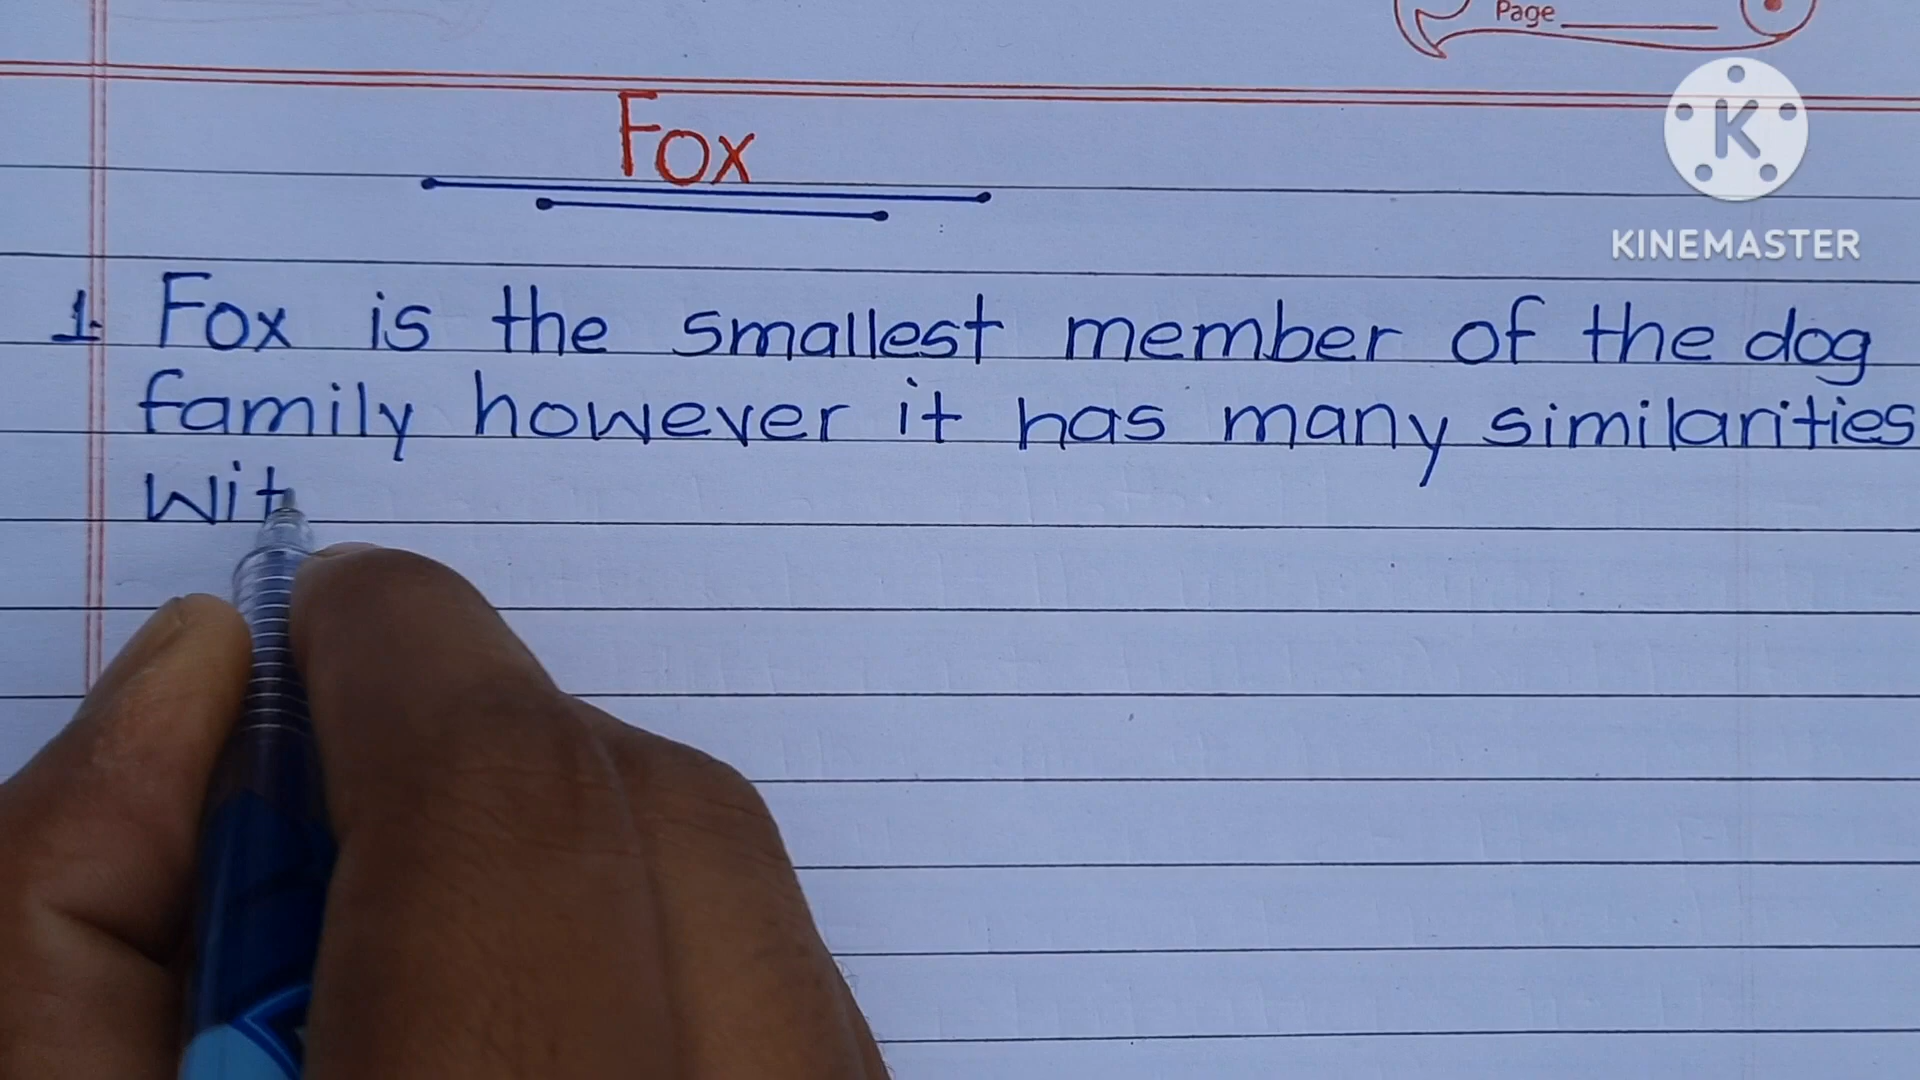 Page
Fox
KINEMASTER
1. Fox is the smallest member of the dog
family however it has many similarities
Wit